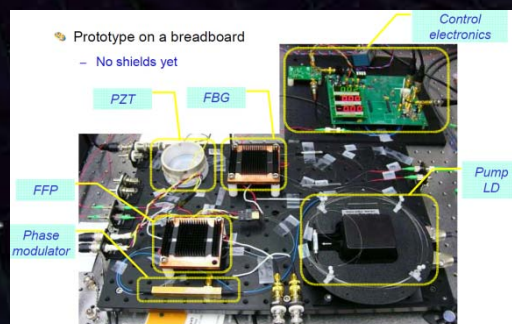 Prototype on a breadboard
– No shields yet
Control
electronics
PZT
FBG
FFP
Phase
modulator
Pump
LD